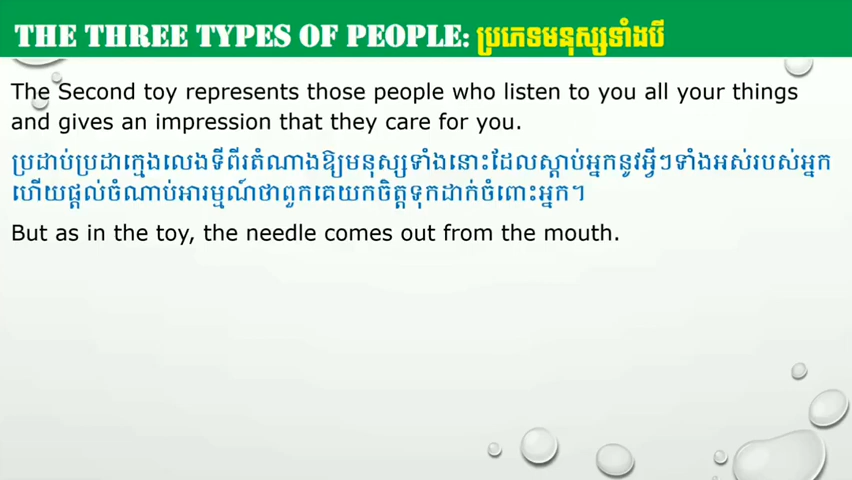 THE THREE TYPES OF PEOPLE: ប្រភេទមនុស្សទាំងបី
The Second toy represents those people who listen to you all your things
and gives an impression that they care for you.
ប្រដាប់ប្រដាក្មេងលេងទីពីរតំណាងឱ្យមនុស្សទាំងនោះដែលស្តាប់អ្នកនូវអ្វីៗទាំងអស់របស់អ្នក
ហើយផ្តល់ចំណាប់អារម្មណ៍ថាពួកគេយកចិត្តទុកដាក់ចំពោះអ្នក។
But as in the toy, the needle comes out from the mouth.